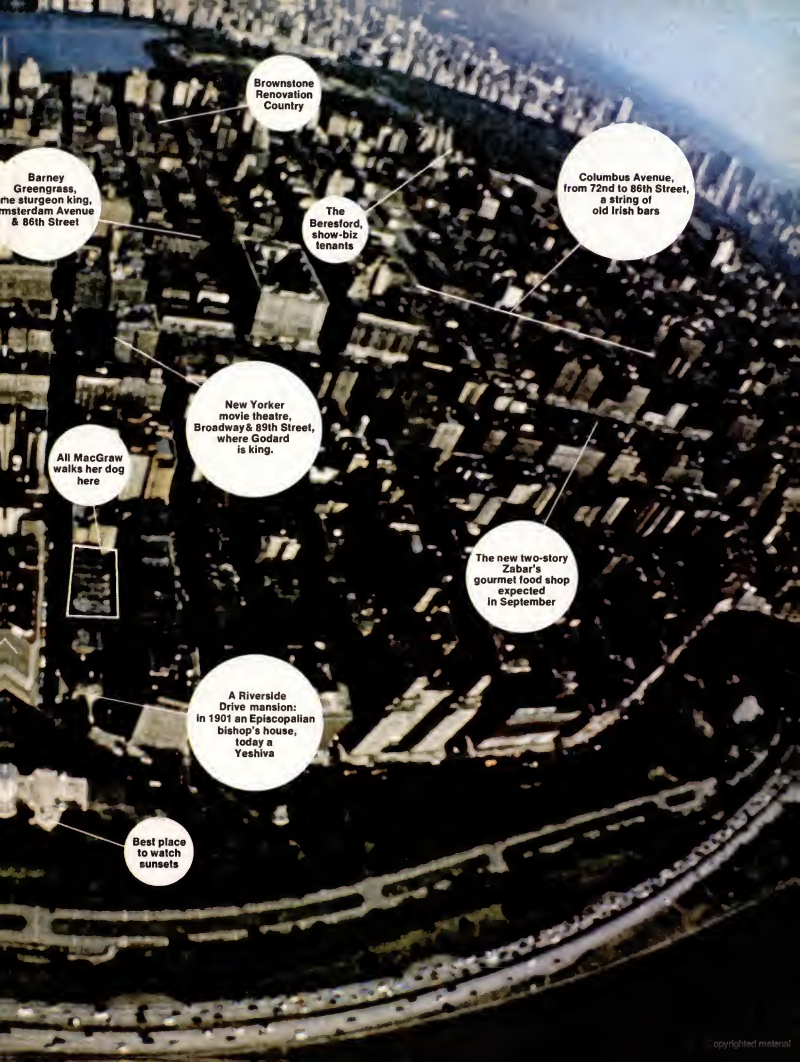 Brownstone
Renovation
Country
Barney
Greengrass,
he sturgeon king,
msterdam Avenue
& 86th Street
The
Beresford,
show-biz
tenants
Columbus Avenue,
from 72nd to 86th Street,
a string of
old Irish bars
New Yorker
movie theatre,
Broadway & 89th Street,
where Godard
is king.
Ali MacGraw
walks her dog
here
The new two-story
Zabar's
gourmet food shop
expected
in September
A Riverside
Drive mansion:
in 1901 an Episcopalian
bishop's house,
today a
Yeshiva
Best place
to watch
sunsets
opyrighted material